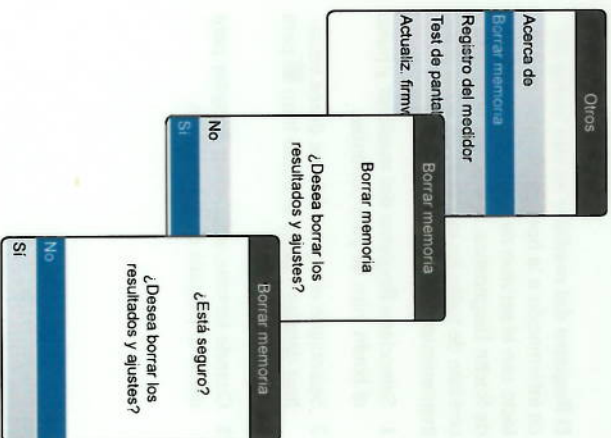 Otros
Acerca de
Borrar memoria
Registro del medidor
Test de pantal
Actualiz. firmw
Borrar memoria
Borrar memoria
¿Desea borrar los
resultados y ajustes?
No
Sí
Borrar memoria
¿Está seguro?
¿Desea borrar los
resultados y ajustes?
No
Sí